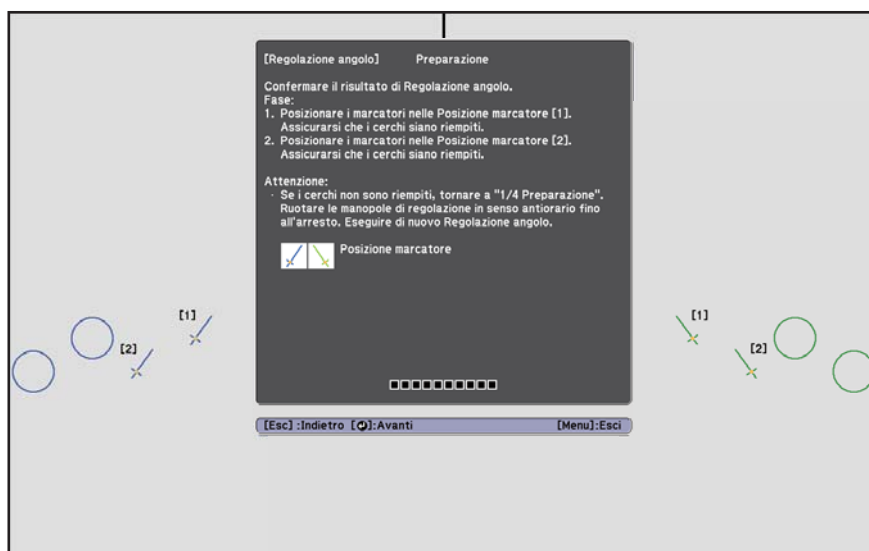 [Regolazione angolo] Preparazione
Confermare il risultato di Regolazione angolo.
Fase:
1. Posizionare i marcatori nelle Posizione marcatore [1].
Assicurarsi che i cerchi siano riempiti.
2. Posizionare i marcatori nelle Posizione marcatore [2].
Assicurarsi che i cerchi siano riempiti.
Attenzione:
· Se i cerchi non sono riempiti, tornare a "1/4 Preparazione".
Ruotare le manopole di regolazione in senso antiorario fino
all'arresto. Eseguire di nuovo Regolazione angolo.
Posizione marcatore
[1]
[2]
[1]
[2]
[Esc] :Indietro [⏎]:Avanti [Menu]:Esci